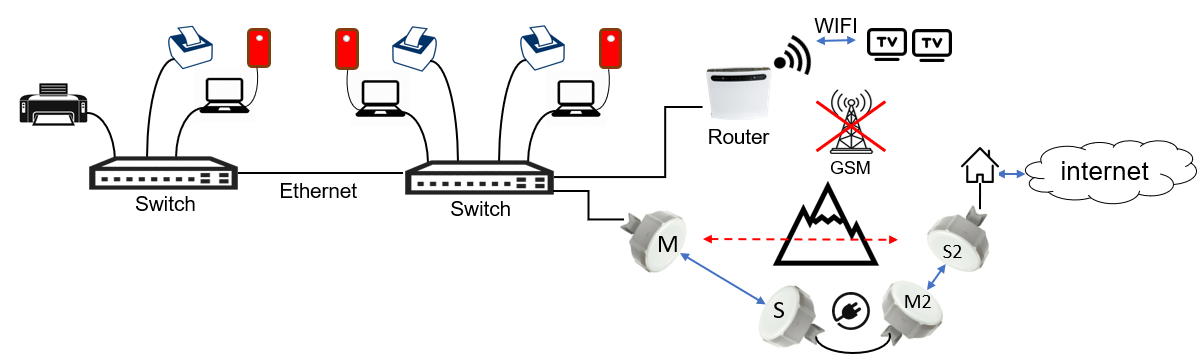 WIFI
TV
TV
Router
GSM
Switch
Ethernet
Switch
internet
M
S2
S
M2